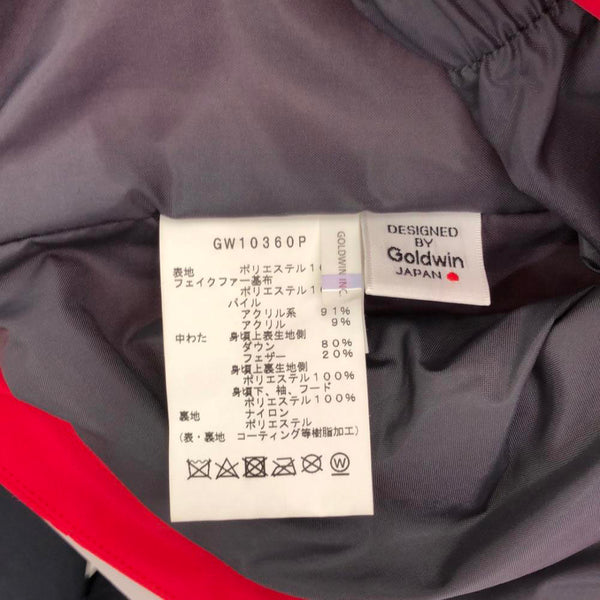 GW10360P
表地 ポリエステル1
フェイクファー基布
ポリエステル1
パイル
アクリル系 91%
アクリル 9%
中わた 身頃上表生地側
ダウン 80%
フェザー 20%
身頃上裏生地側
ポリエステル100%
身頃下、袖、フード
ポリエステル100%
裏地 ナイロン
ポリエステル
(表・裏地 コーティング等樹脂加工)
W
GOLDWIN INC.
DESIGNED
BY
Goldwin
JAPAN